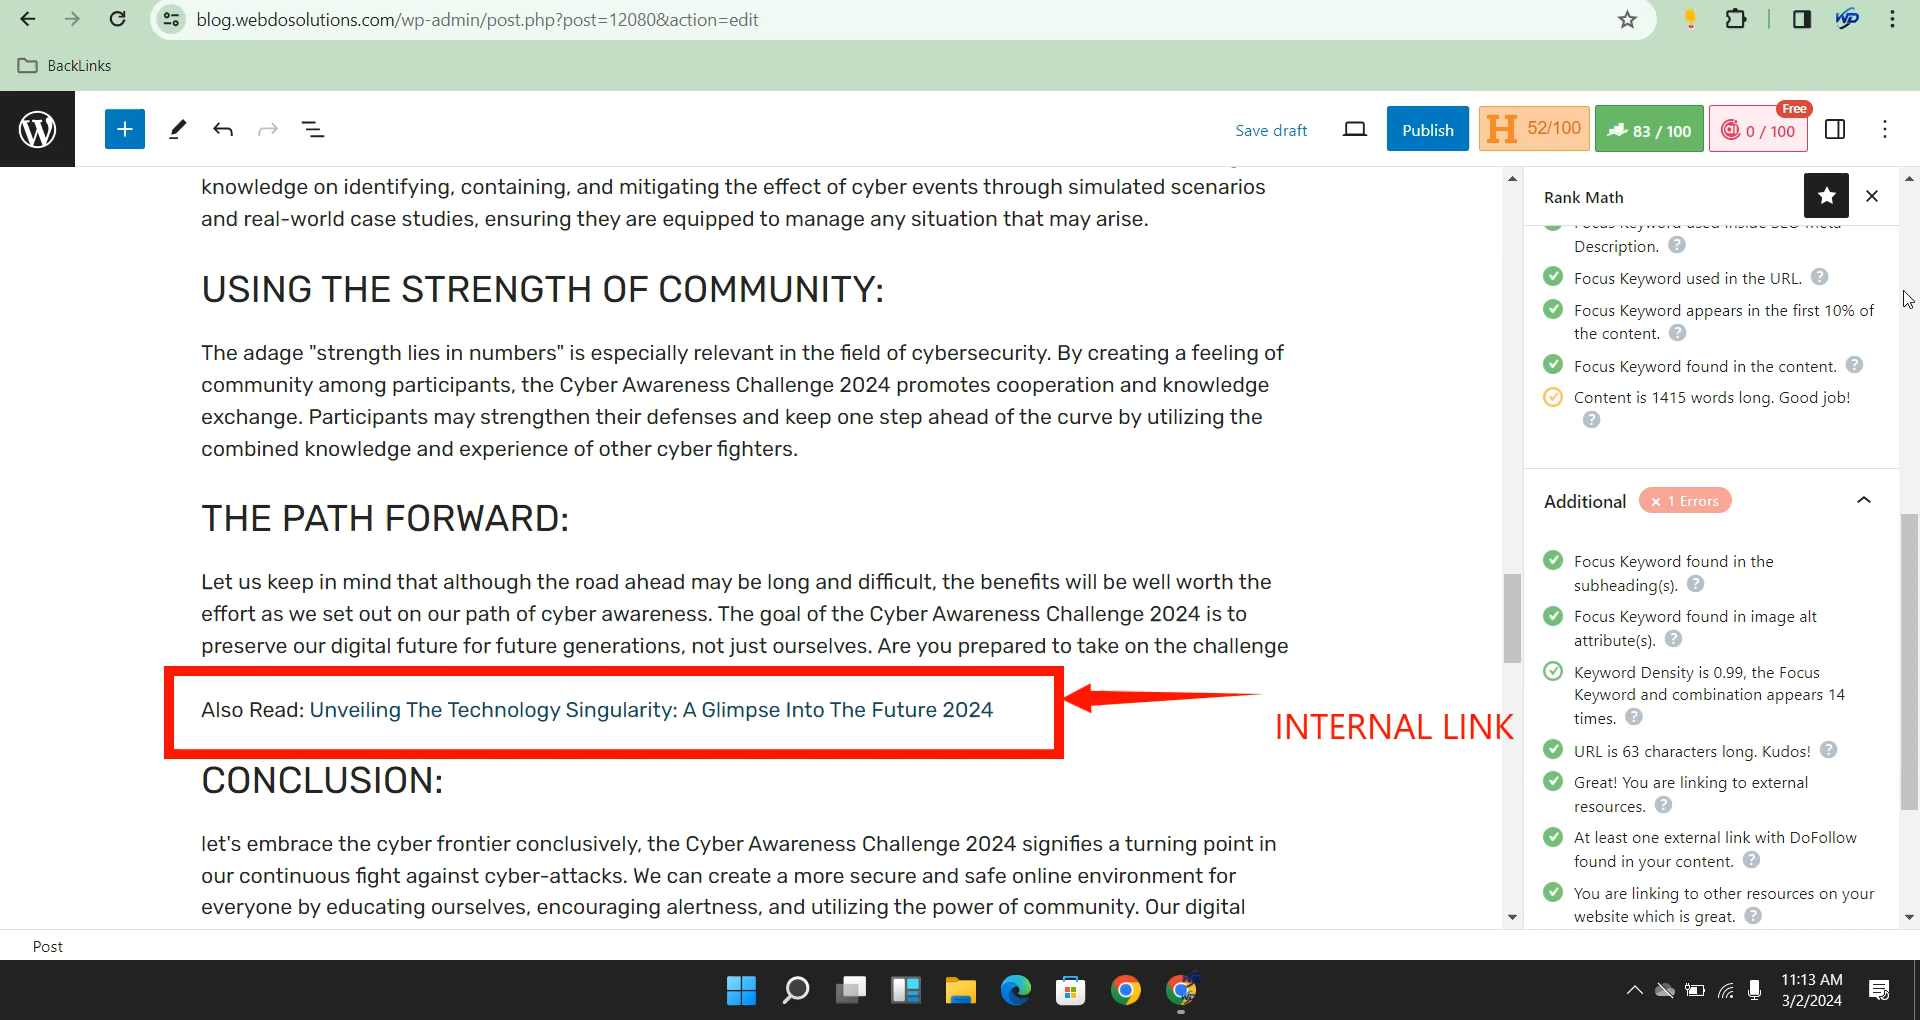 blog.webdosolutions.com/wp-admin/post.php?post=12080&action=edit
BackLinks
Save draft
Publish
H 52/100
83 / 100
Free
ai 0 / 100
knowledge on identifying, containing, and mitigating the effect of cyber events through simulated scenarios
and real-world case studies, ensuring they are equipped to manage any situation that may arise.
USING THE STRENGTH OF COMMUNITY:
The adage "strength lies in numbers" is especially relevant in the field of cybersecurity. By creating a feeling of
community among participants, the Cyber Awareness Challenge 2024 promotes cooperation and knowledge
exchange. Participants may strengthen their defenses and keep one step ahead of the curve by utilizing the
combined knowledge and experience of other cyber fighters.
THE PATH FORWARD:
Let us keep in mind that although the road ahead may be long and difficult, the benefits will be well worth the
effort as we set out on our path of cyber awareness. The goal of the Cyber Awareness Challenge 2024 is to
preserve our digital future for future generations, not just ourselves. Are you prepared to take on the challenge
Also Read: Unveiling The Technology Singularity: A Glimpse Into The Future 2024
INTERNAL LINK
CONCLUSION:
let's embrace the cyber frontier conclusively, the Cyber Awareness Challenge 2024 signifies a turning point in
our continuous fight against cyber-attacks. We can create a more secure and safe online environment for
everyone by educating ourselves, encouraging alertness, and utilizing the power of community. Our digital
Rank Math
Focus Keyword used inside SEO Meta
Description.
Focus Keyword used in the URL.
Focus Keyword appears in the first 10% of
the content.
Focus Keyword found in the content.
Content is 1415 words long. Good job!
Additional × 1 Errors
Focus Keyword found in the
subheading(s).
Focus Keyword found in image alt
attribute(s).
Keyword Density is 0.99, the Focus
Keyword and combination appears 14
times.
URL is 63 characters long. Kudos!
Great! You are linking to external
resources.
At least one external link with DoFollow
found in your content.
You are linking to other resources on your
website which is great.
Post
11:13 AM
3/2/2024